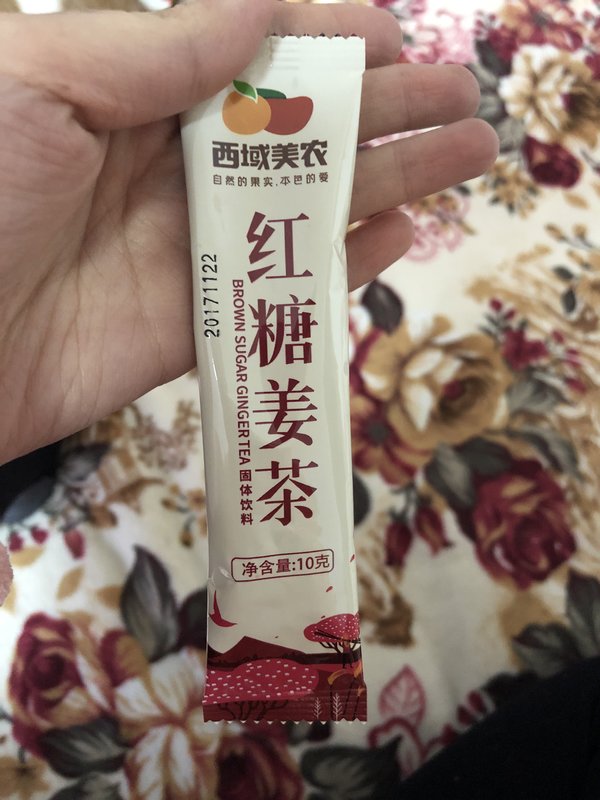 西域美农
自然的果实.本色的爱
红糖姜茶
BROWN SUGAR GINGER TEA 固体饮料
20171122
净含量:10克